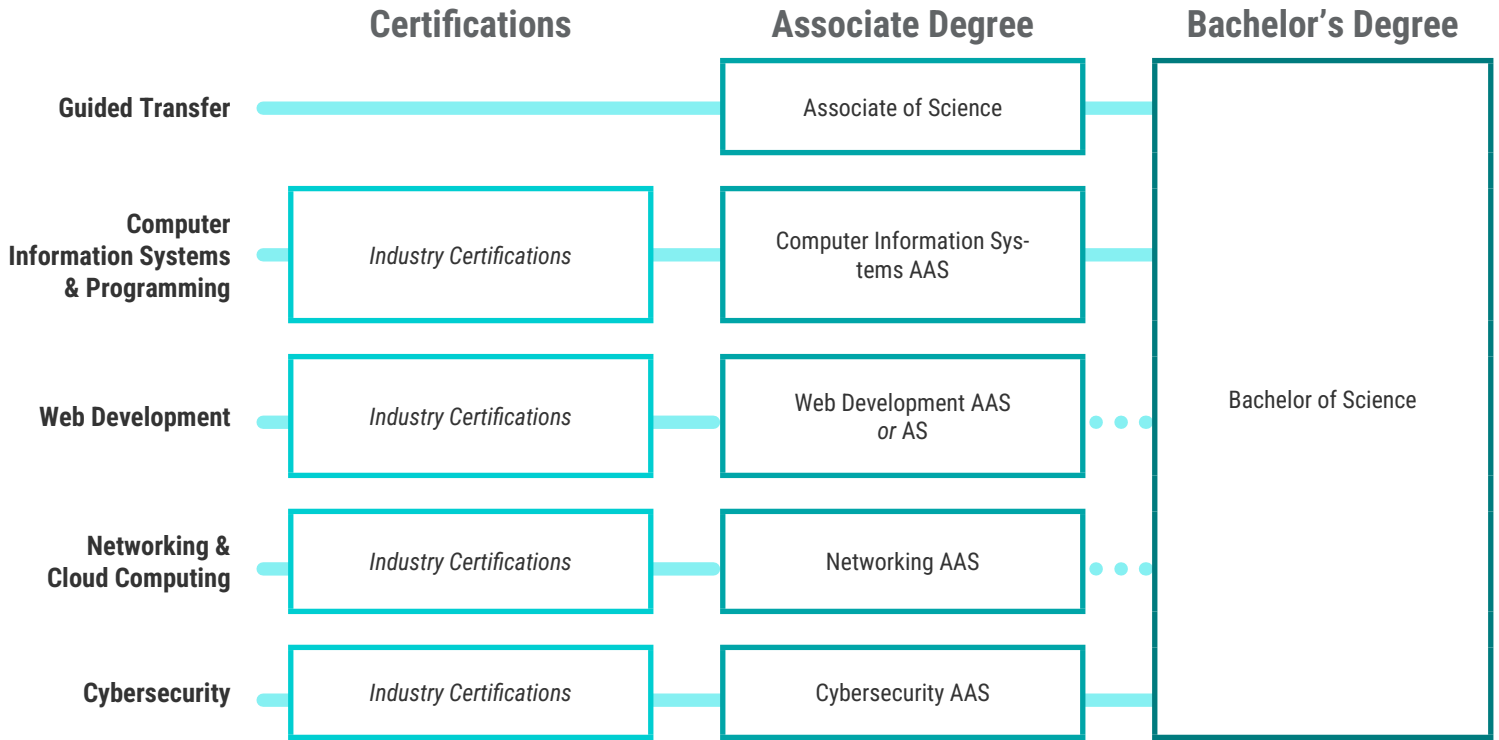 Certifications
Associate Degree
Bachelor’s Degree
Guided Transfer
Associate of Science
Computer
Information Systems
& Programming
Industry Certifications
Computer Information Sys-
tems AAS
Web Development
Industry Certifications
Web Development AAS
or AS
Bachelor of Science
Networking &
Cloud Computing
Industry Certifications
Networking AAS
Cybersecurity
Industry Certifications
Cybersecurity AAS